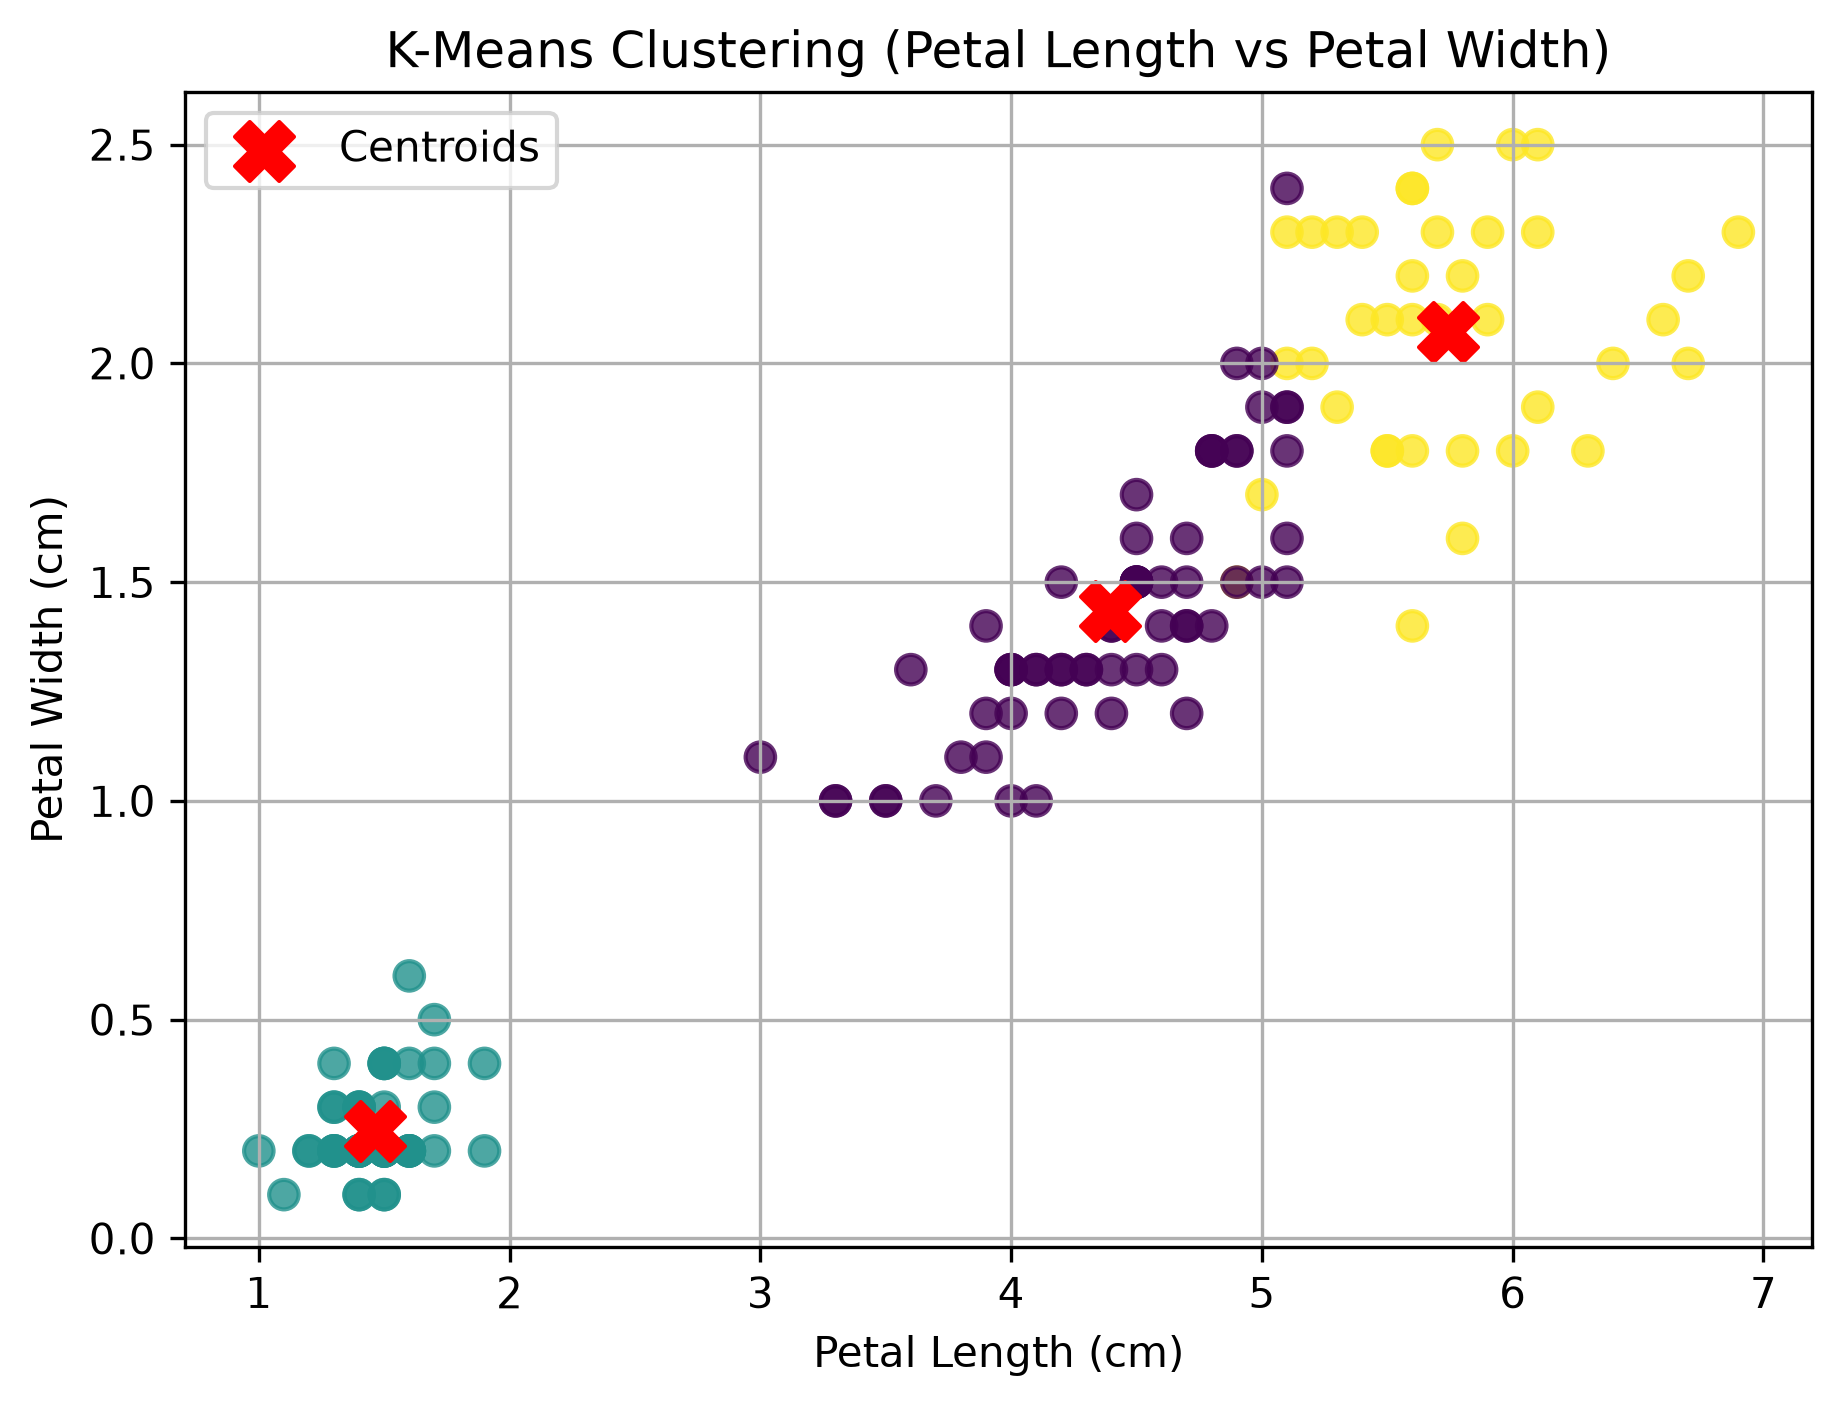 K-Means Clustering (Petal Length vs Petal Width)
Centroids
2.5
2.0
1.5
1.0
0.5
0.0
Petal Width (cm)
1 2 3 4 5 6 7
Petal Length (cm)